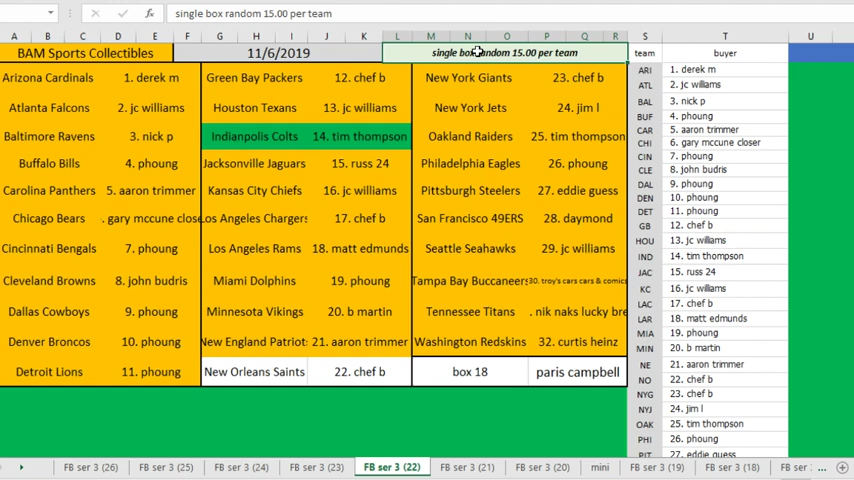 single box random 15.00 per team
A B C D E F G H I J K L M N O P Q R S T U
BAM Sports Collectibles 11/6/2019 single box random 15.00 per team team buyer
Arizona Cardinals 1. derek m Green Bay Packers 12. chef b New York Giants 23. chef b ARI 1. derek m
Atlanta Falcons 2. jc williams Houston Texans 13. jc williams New York Jets 24. jim l ATL 2. jc williams
Baltimore Ravens 3. nick p Indianpolis Colts 14. tim thompson Oakland Raiders 25. tim thompson BAL 3. nick p
Buffalo Bills 4. phoung Jacksonville Jaguars 15. russ 24 Philadelphia Eagles 26. phoung BUF 4. phoung
Carolina Panthers 5. aaron trimmer Kansas City Chiefs 16. jc williams Pittsburgh Steelers 27. eddie guess CAR 5. aaron trimmer
Chicago Bears . gary mccune close Los Angeles Chargers 17. chef b San Francisco 49ERS 28. daymond CHI 6. gary mccune closer
Cincinnati Bengals 7. phoung Los Angeles Rams 18. matt edmunds Seattle Seahawks 29. jc williams CIN 7. phoung
Cleveland Browns 8. john budris Miami Dolphins 19. phoung Tampa Bay Buccaneers 30. troy's cars cars & comics CLE 8. john budris
Dallas Cowboys 9. phoung Minnesota Vikings 20. b martin Tennessee Titans . nik naks lucky bre DAL 9. phoung
Denver Broncos 10. phoung New England Patriots 21. aaron trimmer Washington Redskins 32. curtis heinz DEN 10. phoung
Detroit Lions 11. phoung New Orleans Saints 22. chef b box 18 paris campbell DET 11. phoung
GB 12. chef b
HOU 13. jc williams
IND 14. tim thompson
JAC 15. russ 24
KC 16. jc williams
LAC 17. chef b
LAR 18. matt edmunds
MIA 19. phoung
MIN 20. b martin
NE 21. aaron trimmer
NO 22. chef b
NYG 23. chef b
NYJ 24. jim l
OAK 25. tim thompson
PHI 26. phoung
PIT 27. eddie guess
FB ser 3 (26) FB ser 3 (25) FB ser 3 (24) FB ser 3 (23) FB ser 3 (22) FB ser 3 (21) FB ser 3 (20) mini FB ser 3 (19) FB ser 3 (18) FB ser: ...